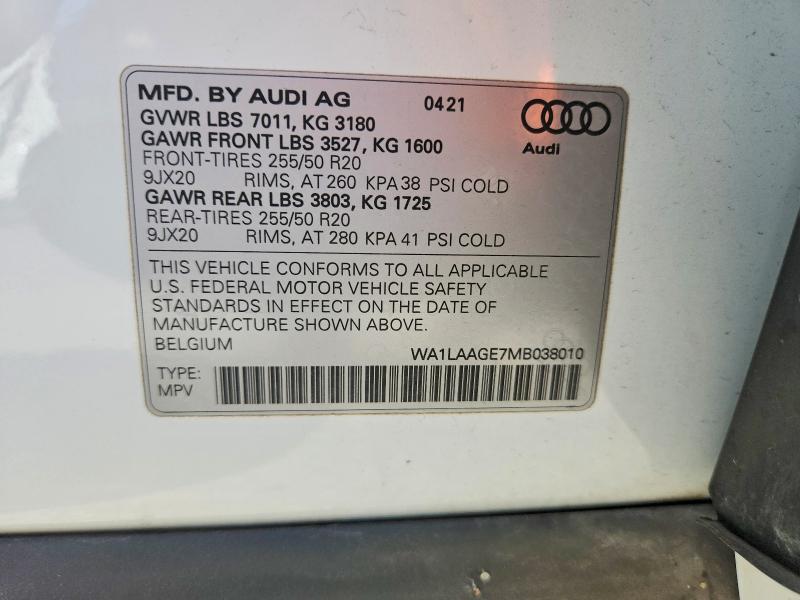 MFD. BY AUDI AG 0421
GVWR LBS 7011, KG 3180
GAWR FRONT LBS 3527, KG 1600
Audi
FRONT-TIRES 255/50 R20
9JX20 RIMS, AT 260 KPA 38 PSI COLD
GAWR REAR LBS 3803, KG 1725
REAR-TIRES 255/50 R20
9JX20 RIMS, AT 280 KPA 41 PSI COLD
THIS VEHICLE CONFORMS TO ALL APPLICABLE
U.S. FEDERAL MOTOR VEHICLE SAFETY
STANDARDS IN EFFECT ON THE DATE OF
MANUFACTURE SHOWN ABOVE.
BELGIUM WA1LAAGE7MB038010
TYPE:
MPV